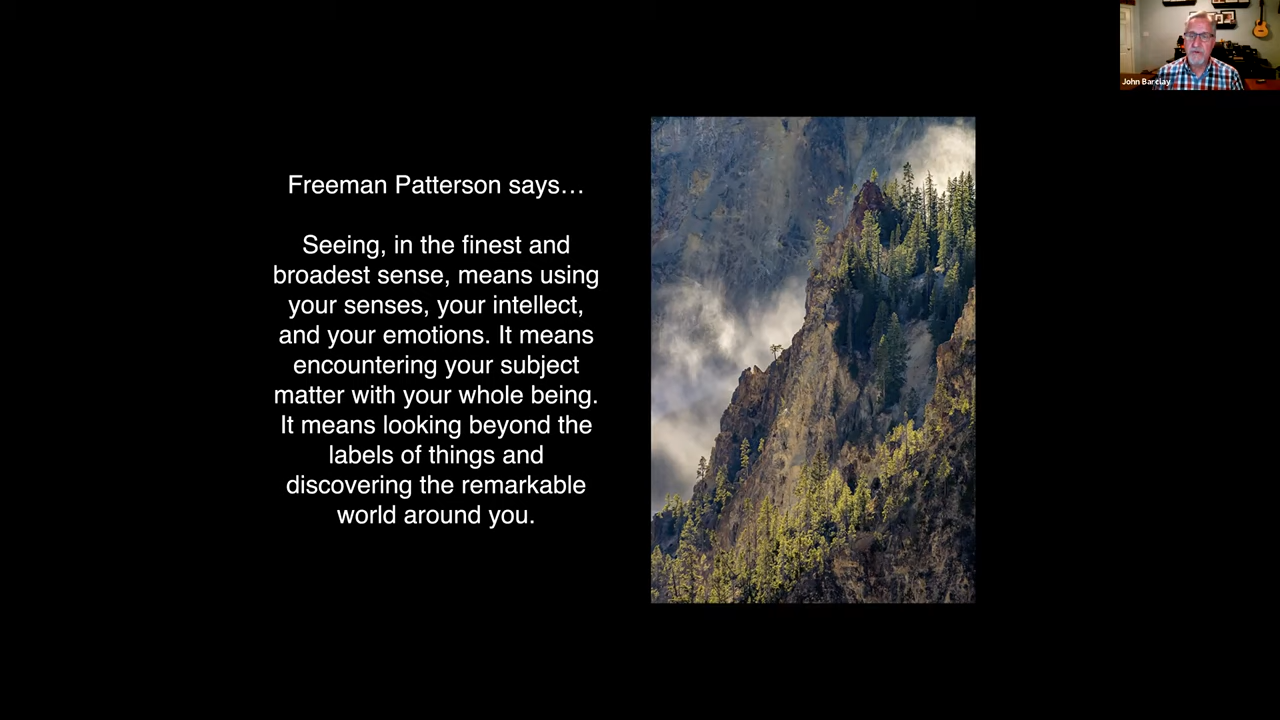 Freeman Patterson says…
Seeing, in the finest and
broadest sense, means using
your senses, your intellect,
and your emotions. It means
encountering your subject
matter with your whole being.
It means looking beyond the
labels of things and
discovering the remarkable
world around you.
John Barclay